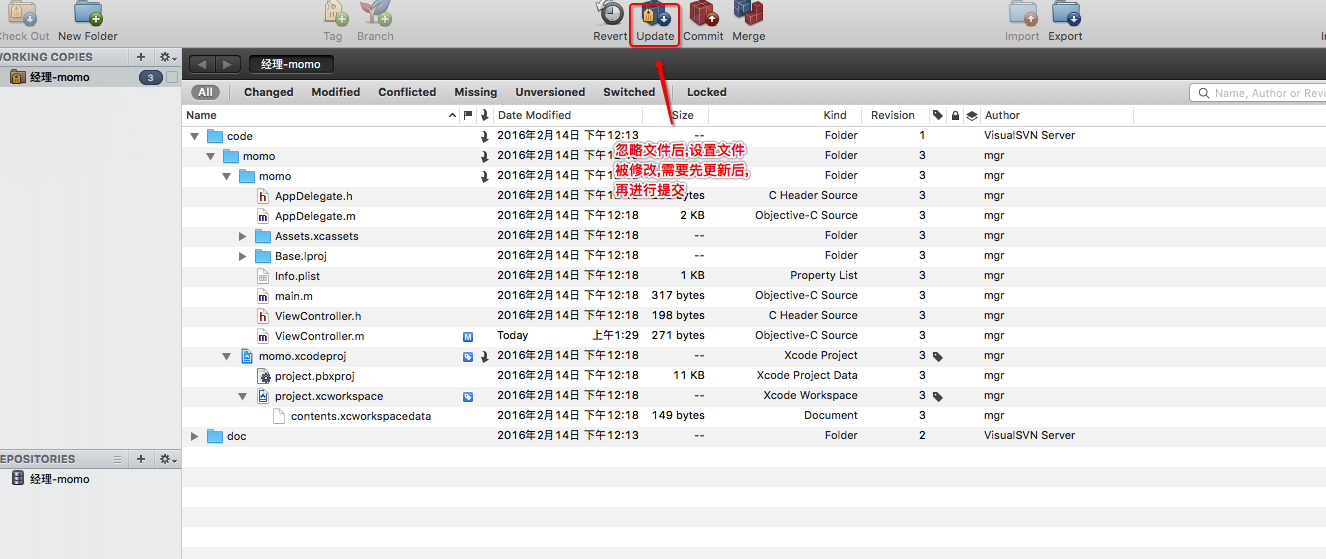 Check Out New Folder Tag Branch Revert Update Commit Merge Import Export
WORKING COPIES
经理-momo 3
经理-momo
All Changed Modified Conflicted Missing Unversioned Switched Locked
Name, Author or Revi
Name Date Modified Size Kind Revision Author
code 2016年2月14日 下午12:13 -- Folder 1 VisualSVN Server
momo 2016年2月14日 下午12:18 Folder 3 mgr
momo 2016年2月14日 下午12:18 Folder 3 mgr
AppDelegate.h 2016年2月14日 下午12:18 bytes C Header Source 3 mgr
AppDelegate.m 2016年2月14日 下午12:18 2 KB Objective-C Source 3 mgr
Assets.xcassets 2016年2月14日 下午12:18 -- Folder 3 mgr
Base.lproj 2016年2月14日 下午12:18 -- Folder 3 mgr
Info.plist 2016年2月14日 下午12:18 1 KB Property List 3 mgr
main.m 2016年2月14日 下午12:18 317 bytes Objective-C Source 3 mgr
ViewController.h 2016年2月14日 下午12:18 198 bytes C Header Source 3 mgr
ViewController.m M Today 上午1:29 271 bytes Objective-C Source 3 mgr
momo.xcodeproj 2016年2月14日 下午12:18 -- Xcode Project 3 mgr
project.pbxproj 2016年2月14日 下午12:18 11 KB Xcode Project Data 3 mgr
project.xcworkspace 2016年2月14日 下午12:18 -- Xcode Workspace 3 mgr
contents.xcworkspacedata 2016年2月14日 下午12:18 149 bytes Document 3 mgr
doc 2016年2月14日 下午12:13 -- Folder 2 VisualSVN Server
忽略文件后,设置文件
被修改,需要先更新后,
再进行提交
REPOSITORIES
经理-momo